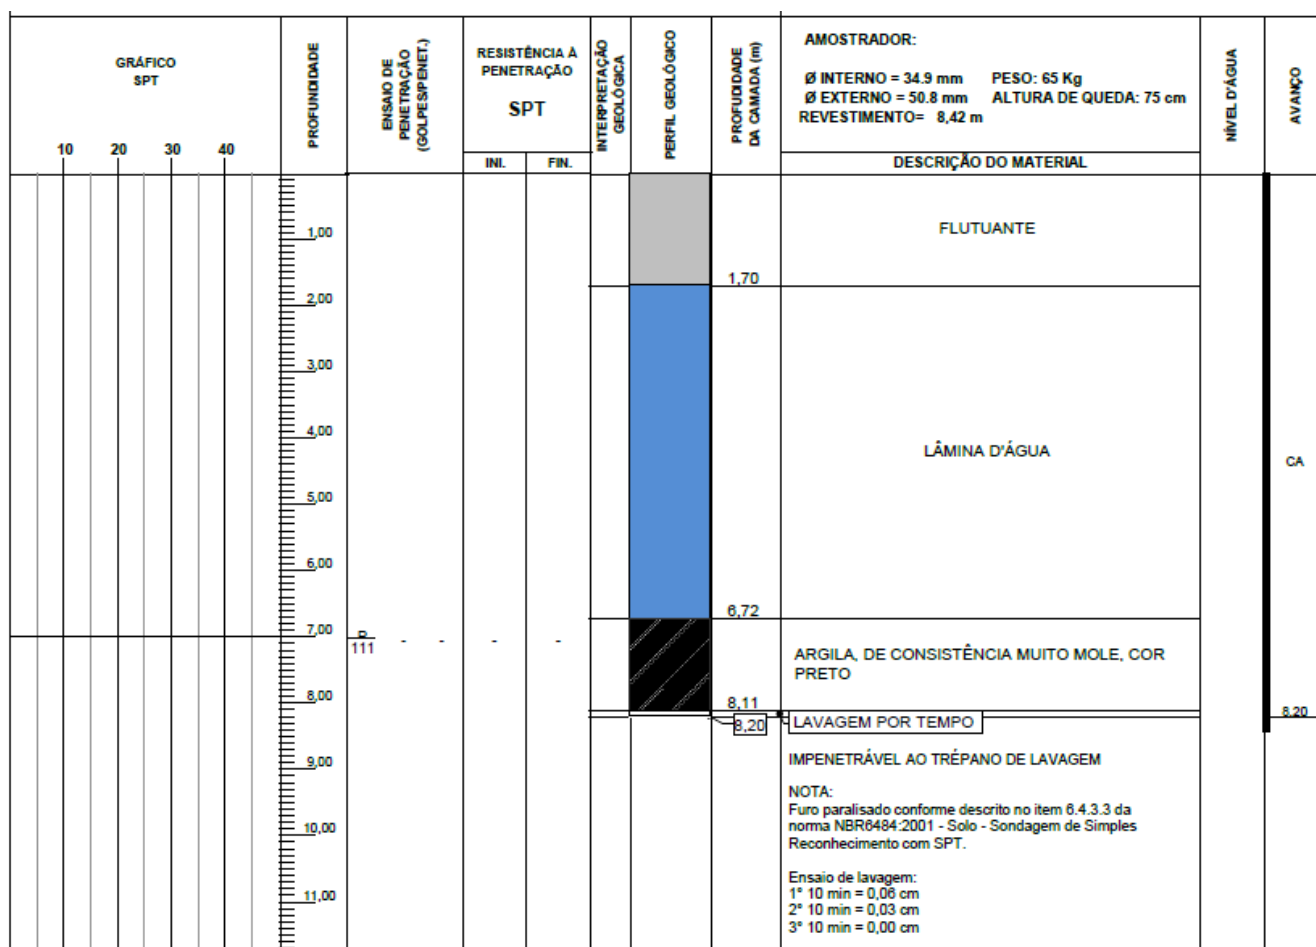 GRÁFICO
SPT
10 20 30 40
PROFUNDIDADE
ENSAIO DE
PENETRAÇÃO
(GOLPES/PENET.)
RESISTÊNCIA À
PENETRAÇÃO
SPT
INI. FIN.
INTERPRETAÇÃO
GEOLÓGICA
PERFIL GEOLÓGICO
PROFUDIDADE
DA CAMADA (m)
AMOSTRADOR:
Ø INTERNO = 34.9 mm PESO: 65 Kg
Ø EXTERNO = 50.8 mm ALTURA DE QUEDA: 75 cm
REVESTIMENTO= 8,42 m
DESCRIÇÃO DO MATERIAL
NÍVEL D'ÁGUA
AVANÇO
1,00
FLUTUANTE
1,70
2,00
3,00
4,00
LÂMINA D'ÁGUA
CA
5,00
6,00
6,72
7,00
P
111 - - - -
ARGILA, DE CONSISTÊNCIA MUITO MOLE, COR
PRETO
8,00
8,11
8,20
LAVAGEM POR TEMPO
8.20
IMPENETRÁVEL AO TRÉPANO DE LAVAGEM
9,00
NOTA:
Furo paralisado conforme descrito no item 6.4.3.3 da
norma NBR6484:2001 - Solo - Sondagem de Simples
Reconhecimento com SPT.
10,00
Ensaio de lavagem:
1° 10 min = 0,06 cm
2° 10 min = 0,03 cm
3° 10 min = 0,00 cm
11,00